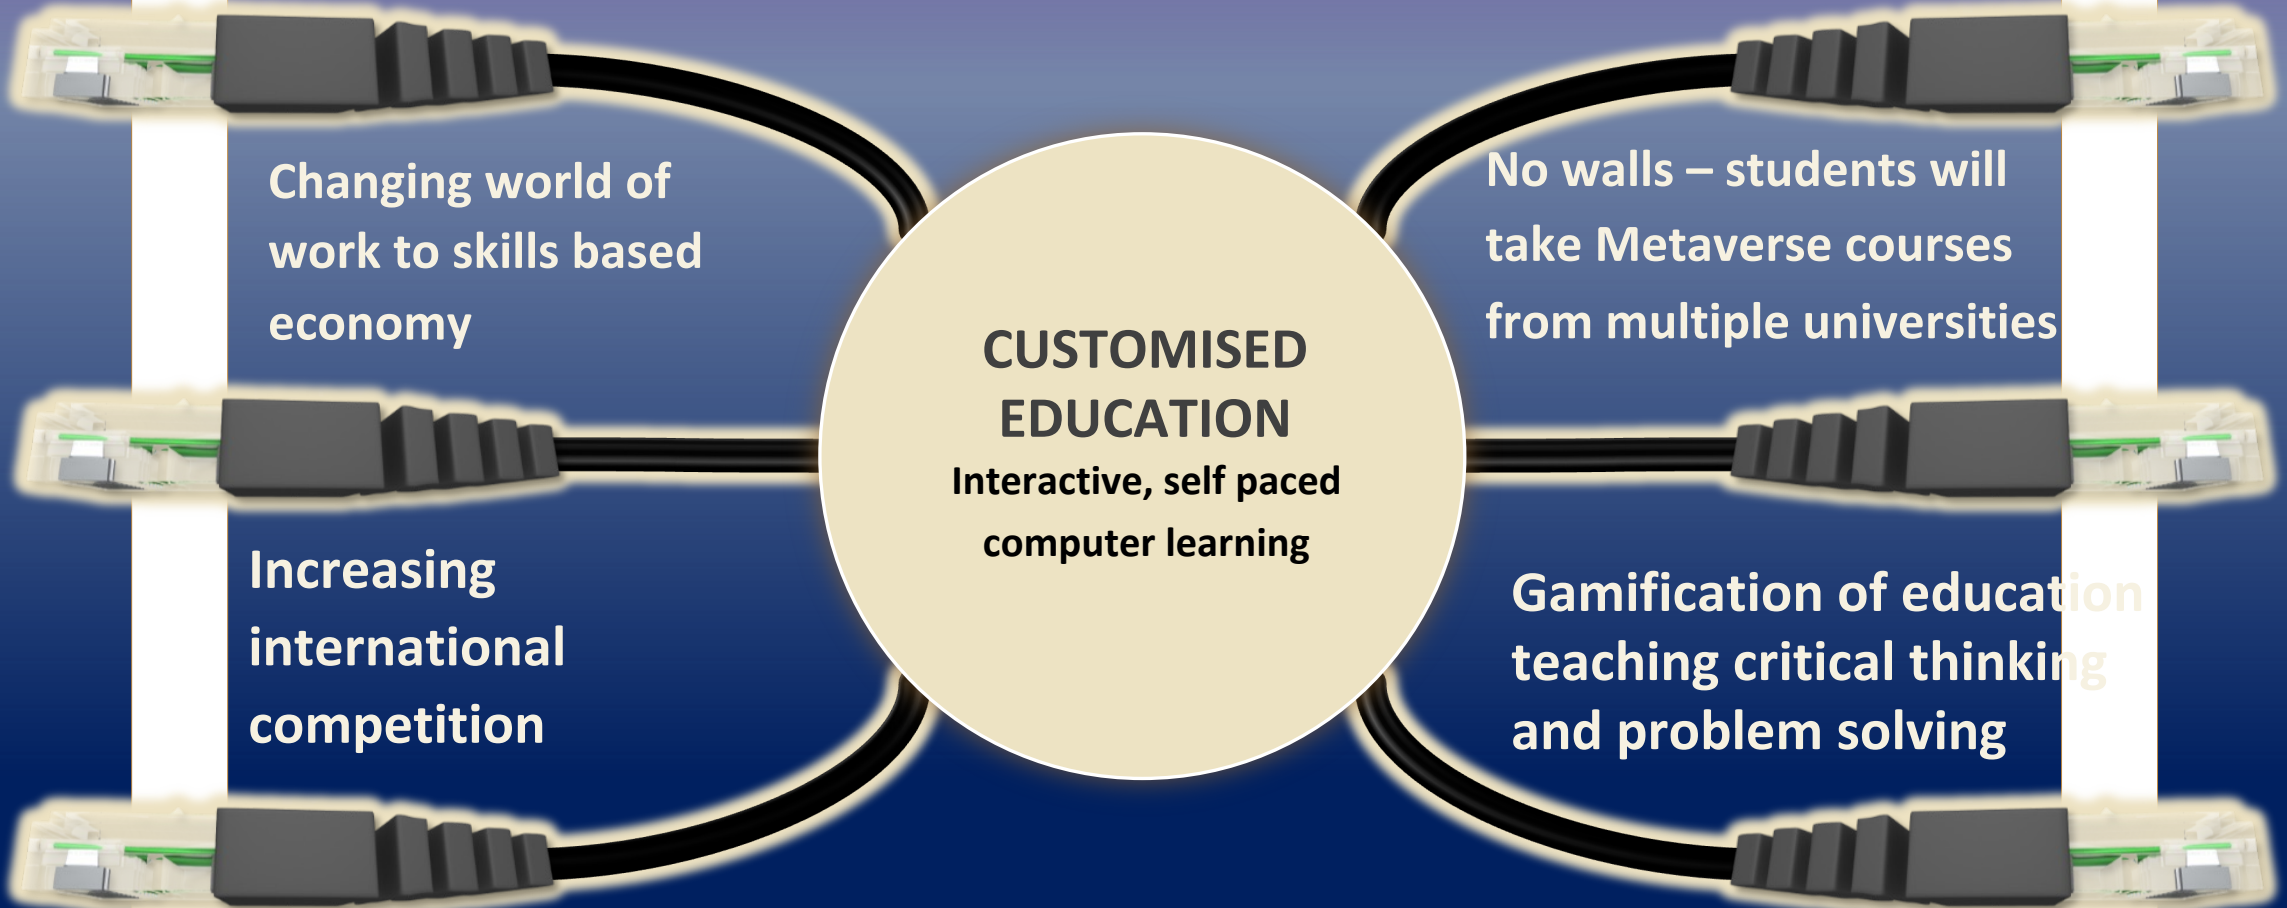 Changing world of
work to skills based
economy
Increasing
international
competition
CUSTOMISED
EDUCATION
Interactive, self paced
computer learning
No walls – students will
take Metaverse courses
from multiple universities
Gamification of education
teaching critical thinking
and problem solving